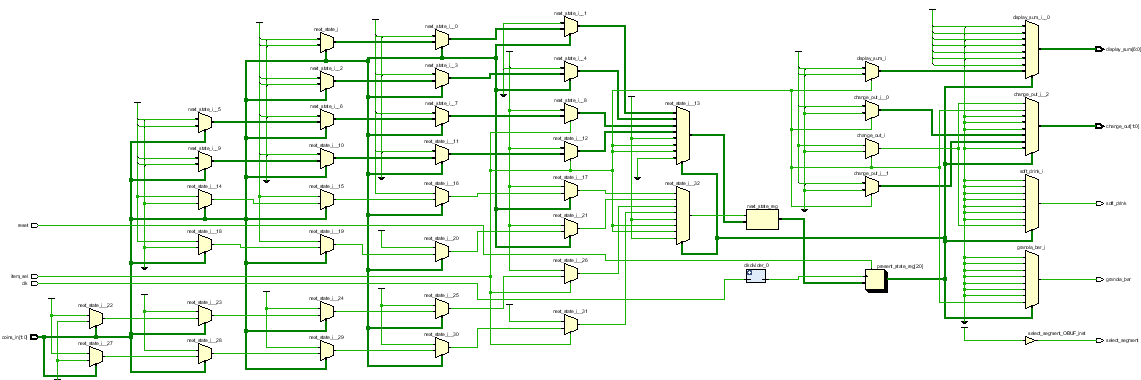 next_state_i
next_state_i__0
next_state_i__1
display_sum_i__0
display_sum[6:0]
next_state_i__2
next_state_i__3
next_state_i__4
display_sum_i
next_state_i__5
next_state_i__6
next_state_i__7
next_state_i__8
next_state_i__13
change_out_i__0
change_out_i__2
change_out[1:0]
next_state_i__9
next_state_i__10
next_state_i__11
next_state_i__12
change_out_i
next_state_i__14
next_state_i__15
next_state_i__16
next_state_i__17
next_state_i__32
change_out_i__1
soft_drink_i
soft_drink
reset
next_state_i__18
next_state_i__19
next_state_i__20
next_state_i__21
next_state_reg
granola_bar_i
item_sel
clk
next_state_i__26
clkdivider_0
present_state_reg[2:0]
granola_bar
next_state_i__22
next_state_i__23
next_state_i__24
next_state_i__25
next_state_i__31
coins_in[1:0]
next_state_i__27
next_state_i__28
next_state_i__29
next_state_i__30
select_segment_OBUF_inst
select_segment